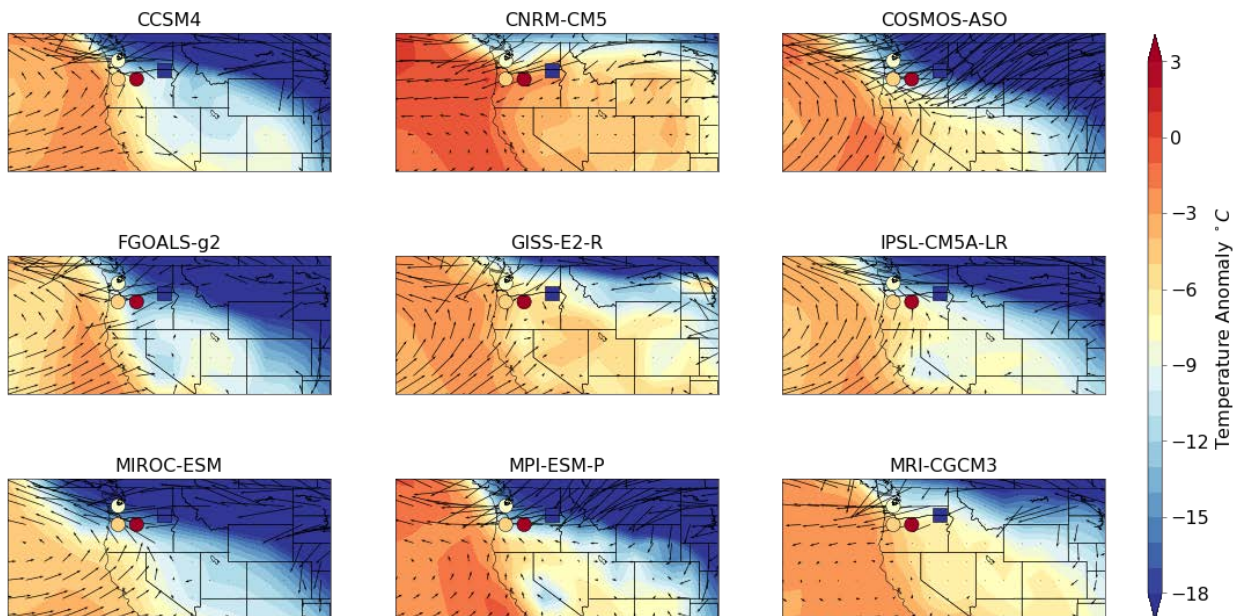 CCSM4 CNRM-CM5 COSMOS-ASO
FGOALS-g2 GISS-E2-R IPSL-CM5A-LR
MIROC-ESM MPI-ESM-P MRI-CGCM3
3
0
−3
−6
−9
−12
−15
−18
Temperature Anomaly °C